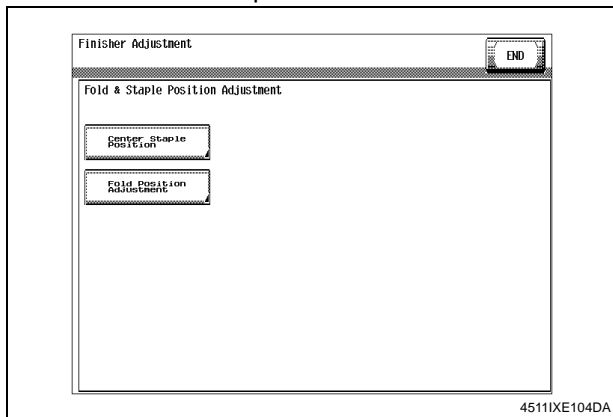 Finisher Adjustment
END
Fold & Staple Position Adjustment
Center Staple
Position
Fold Position
Adjustment
4511IXE104DA